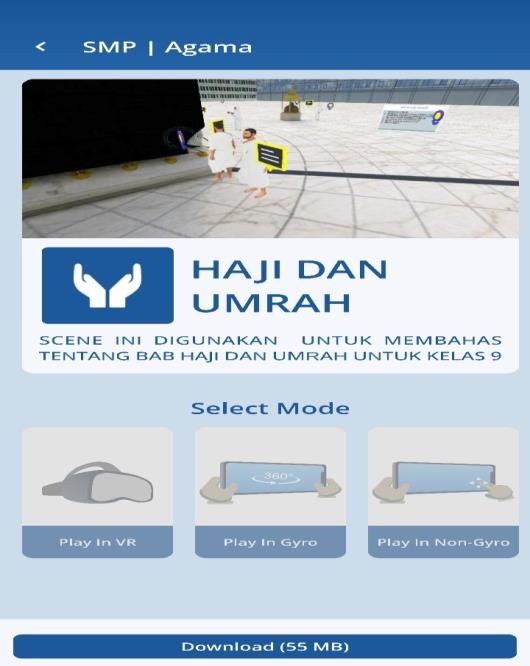 < SMP | Agama
HAJI DAN
UMRAH
SCENE INI DIGUNAKAN UNTUK MEMBAHAS
TENTANG BAB HAJI DAN UMRAH UNTUK KELAS 9
Select Mode
360°
Play In VR
Play In Gyro
Play In Non-Gyro
Download (55 MB)